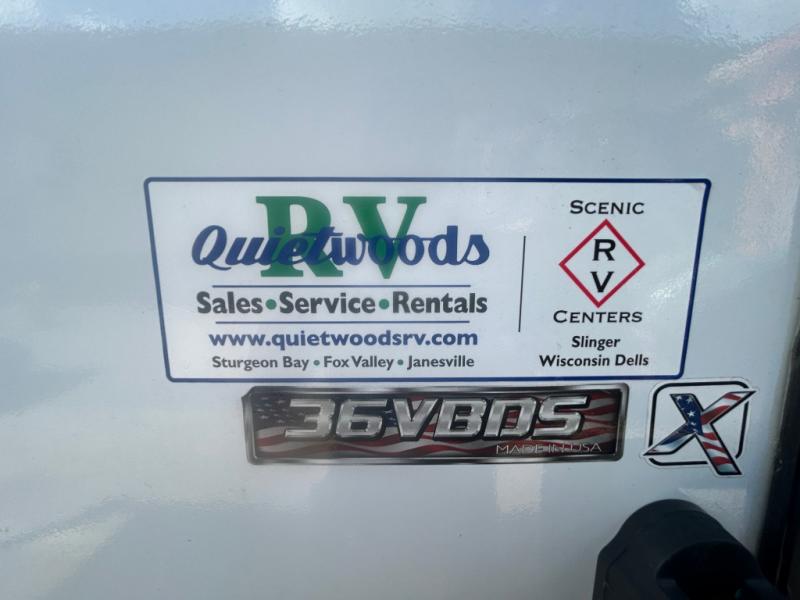 RV
Quietwoods
Sales•Service•Rentals
www.quietwoodsrv.com
Sturgeon Bay • Fox Valley • Janesville
SCENIC
R
V
CENTERS
Slinger
Wisconsin Dells
36VBDS
MADE IN USA
X